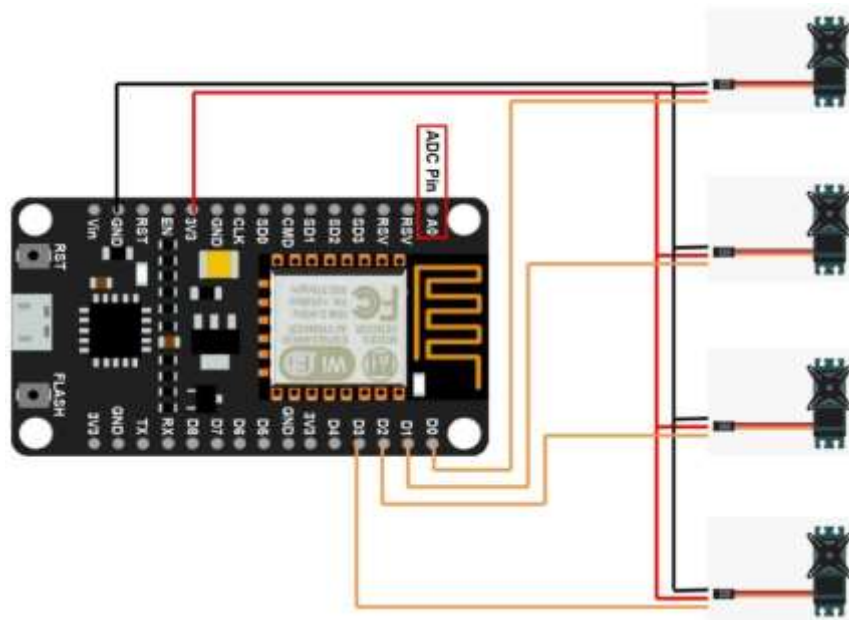 ADC Pin
Vin
GND
RST
EN
3V3
GND
CLK
SD0
CMD
SD1
SD2
SD3
RSV
RSV
A0
RST
FLASH
WiFi
3V3
GND
TX
RX
D8
D7
D6
D5
GND
3V3
D4
D3
D2
D1
D0